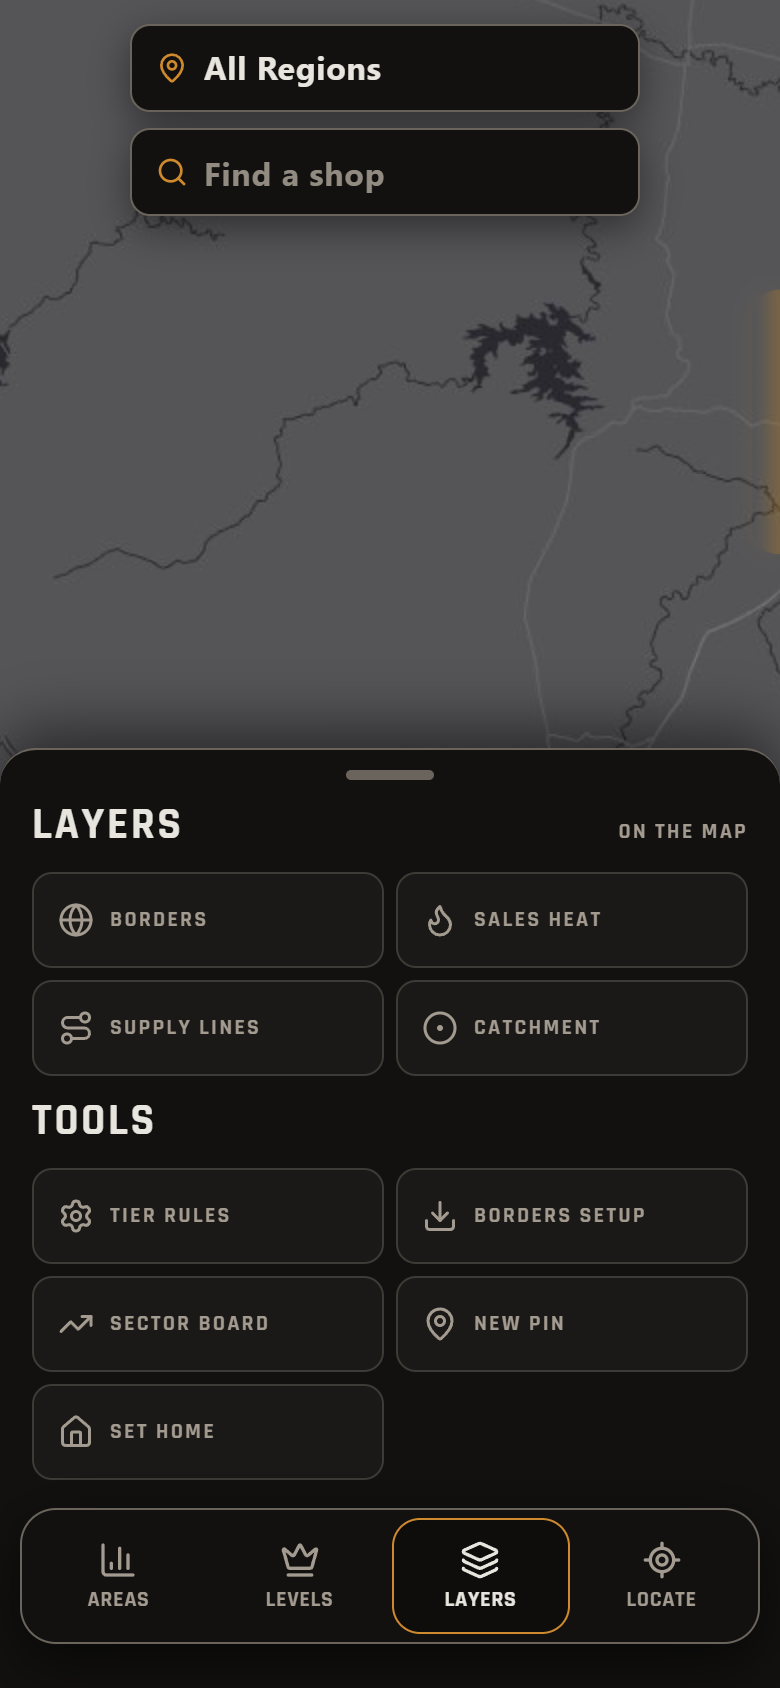 All Regions
Find a shop
LAYERS
ON THE MAP
BORDERS
SALES HEAT
SUPPLY LINES
CATCHMENT
TOOLS
TIER RULES
BORDERS SETUP
SECTOR BOARD
NEW PIN
SET HOME
AREAS
LEVELS
LAYERS
LOCATE